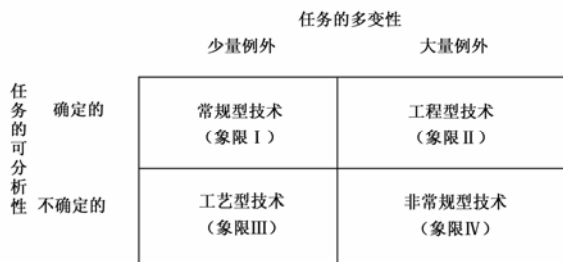 任务的多变性
少量例外 大量例外
任务的可分析性
确定的 常规型技术 工程型技术
(象限Ⅰ) (象限Ⅱ)
不确定的 工艺型技术 非常规型技术
(象限Ⅲ) (象限Ⅳ)